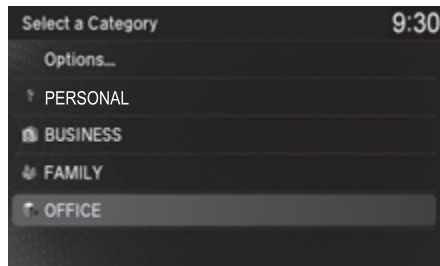 Select a Category
9:30
Options...
PERSONAL
BUSINESS
FAMILY
OFFICE